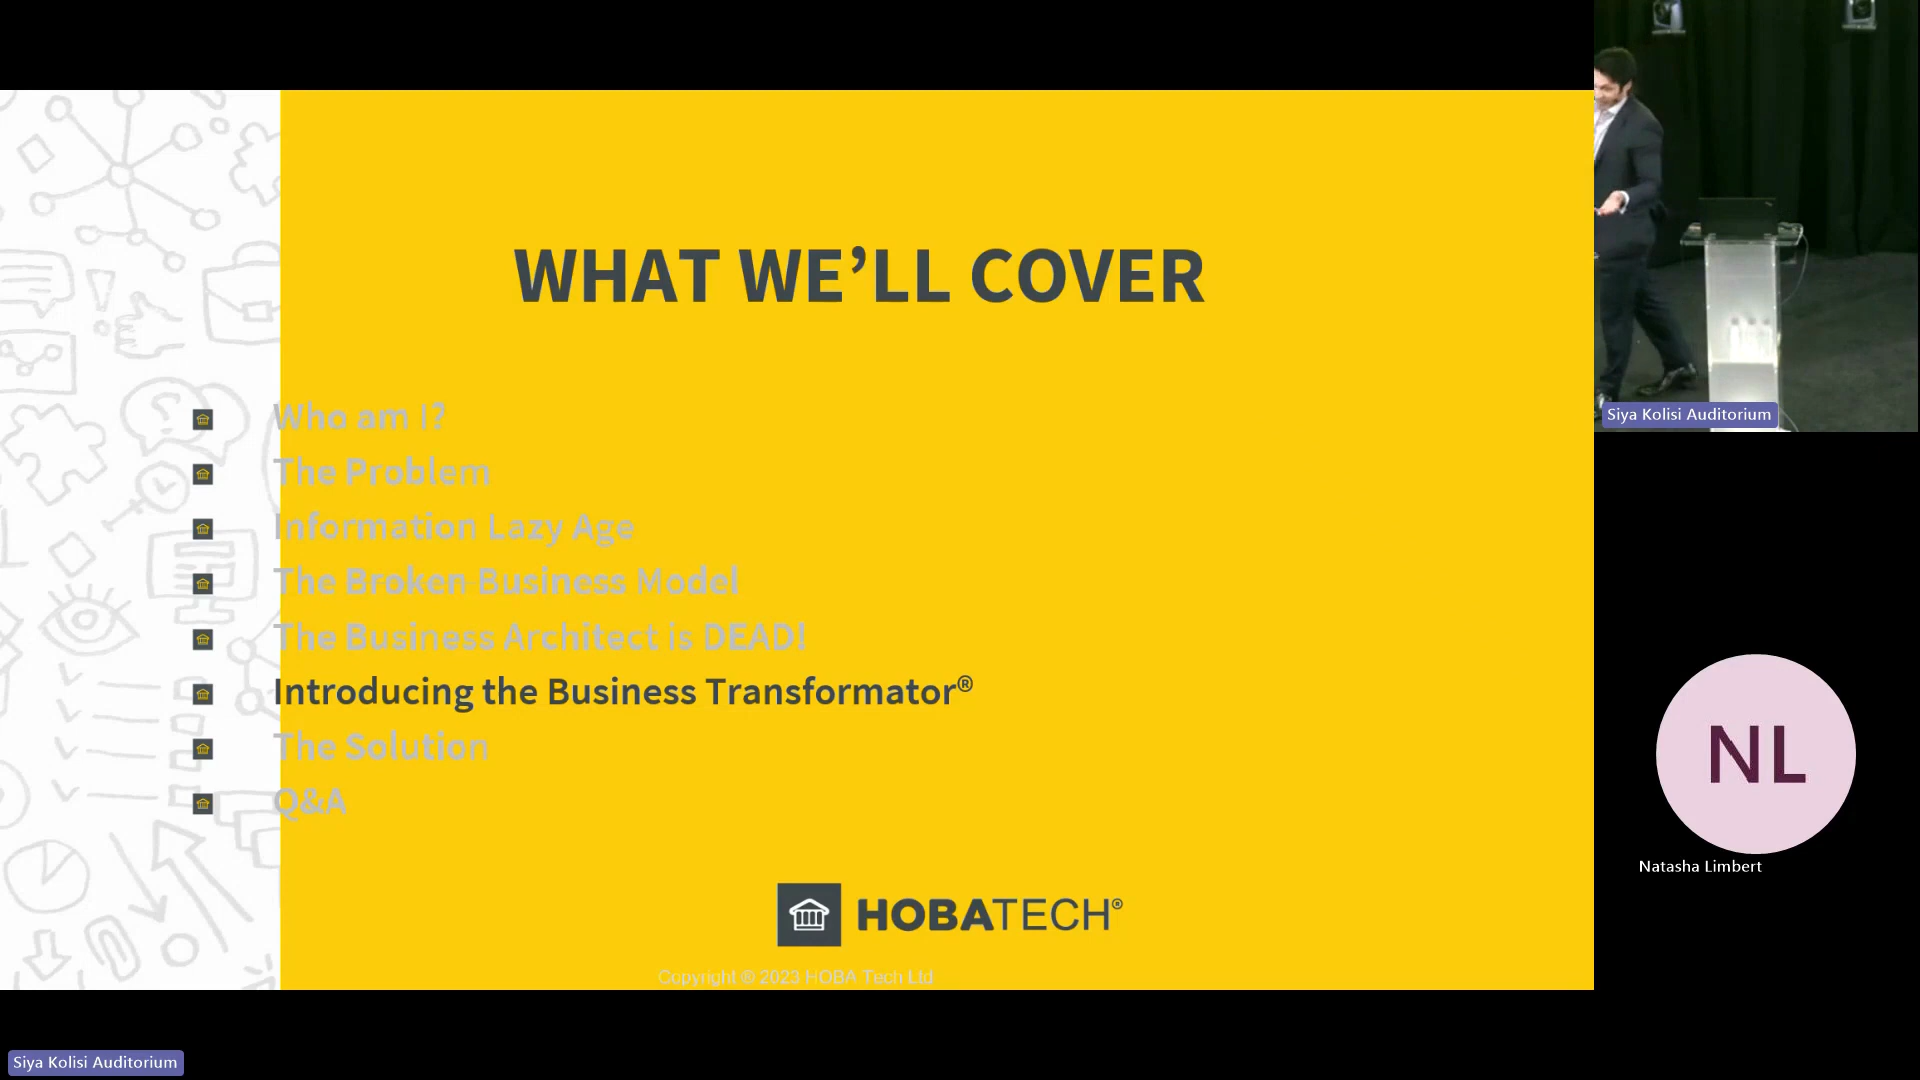 WHAT WE’LL COVER
Who am I?
The Problem
Information Lazy Age
The Broken Business Model
The Business Architect is DEAD!
Introducing the Business Transformator®
The Solution
Q&A
HOBATECH®
Copyright ® 2023 HOBA Tech Ltd
Siya Kolisi Auditorium
NL
Natasha Limbert
Siya Kolisi Auditorium